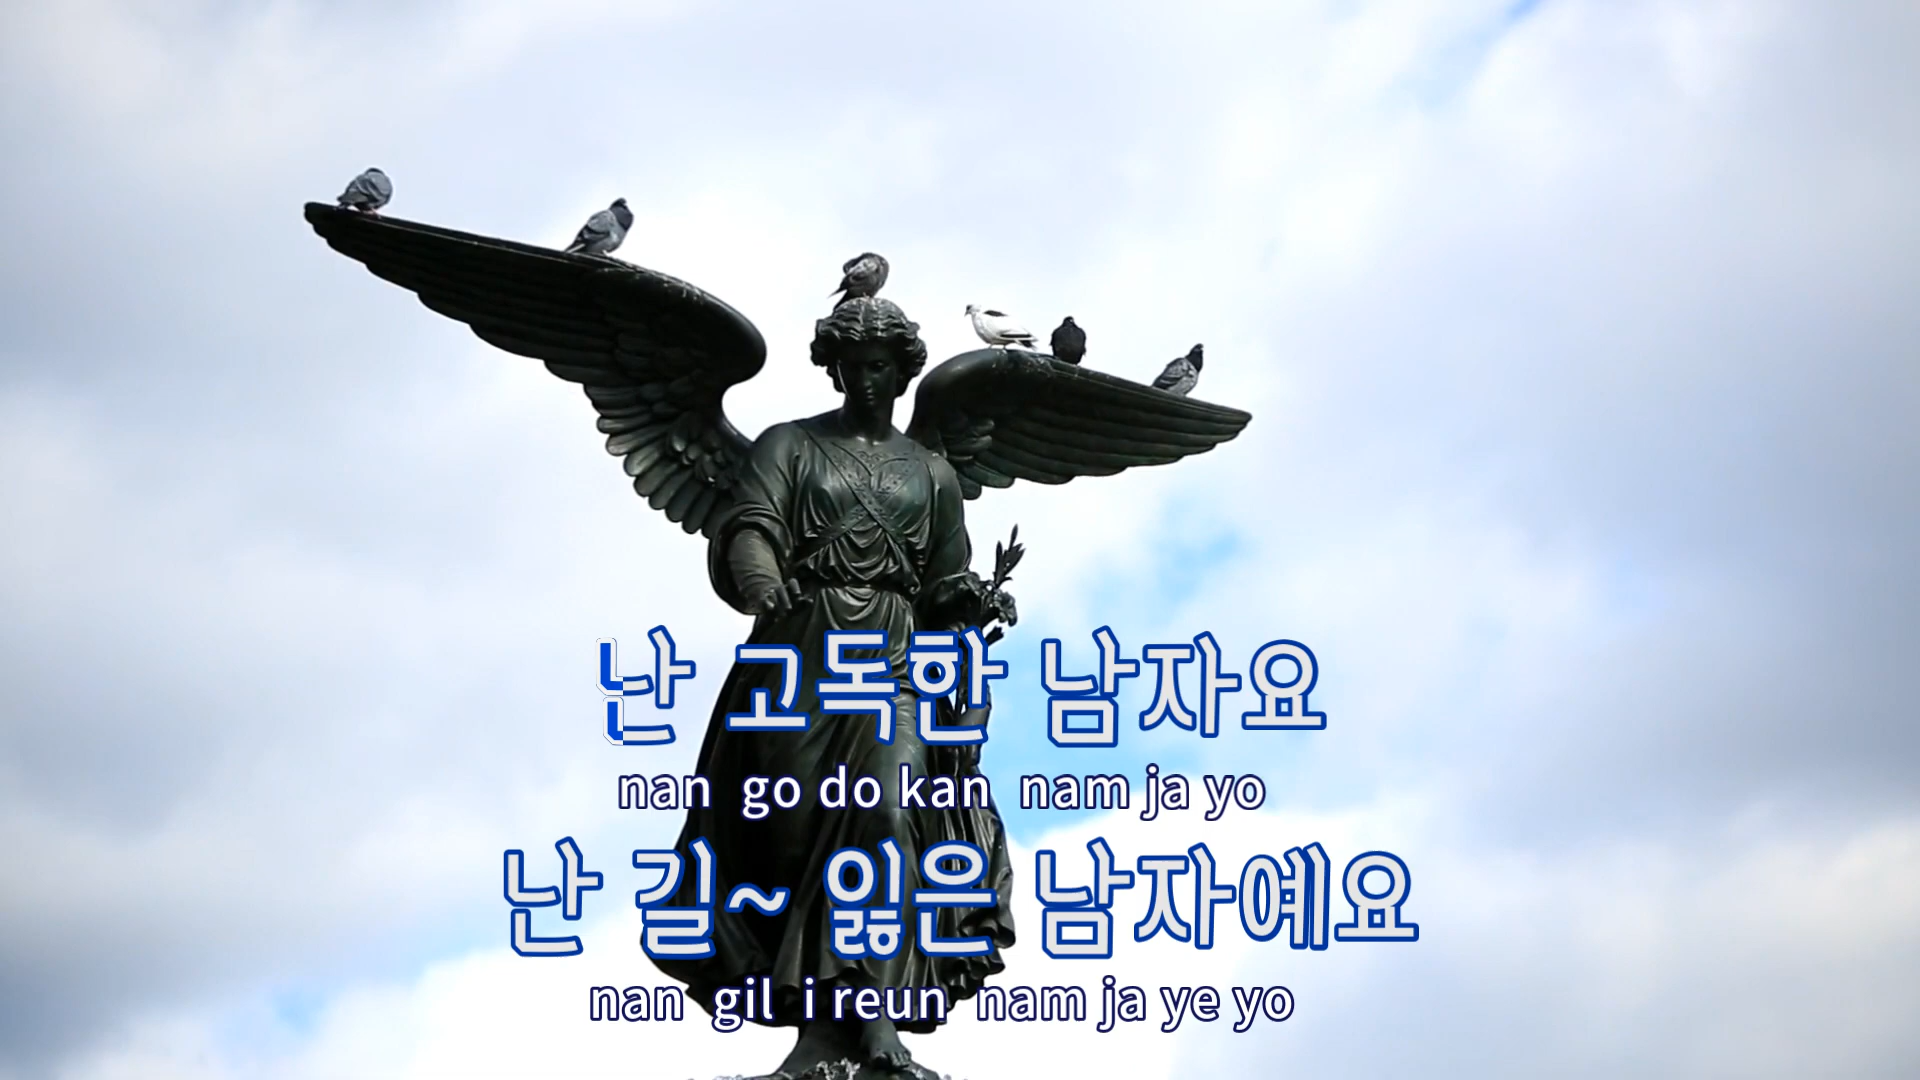 난 고독한 남자요
nan go do kan nam ja yo
난 길~ 잃은 남자예요
nan gil i reun nam ja ye yo